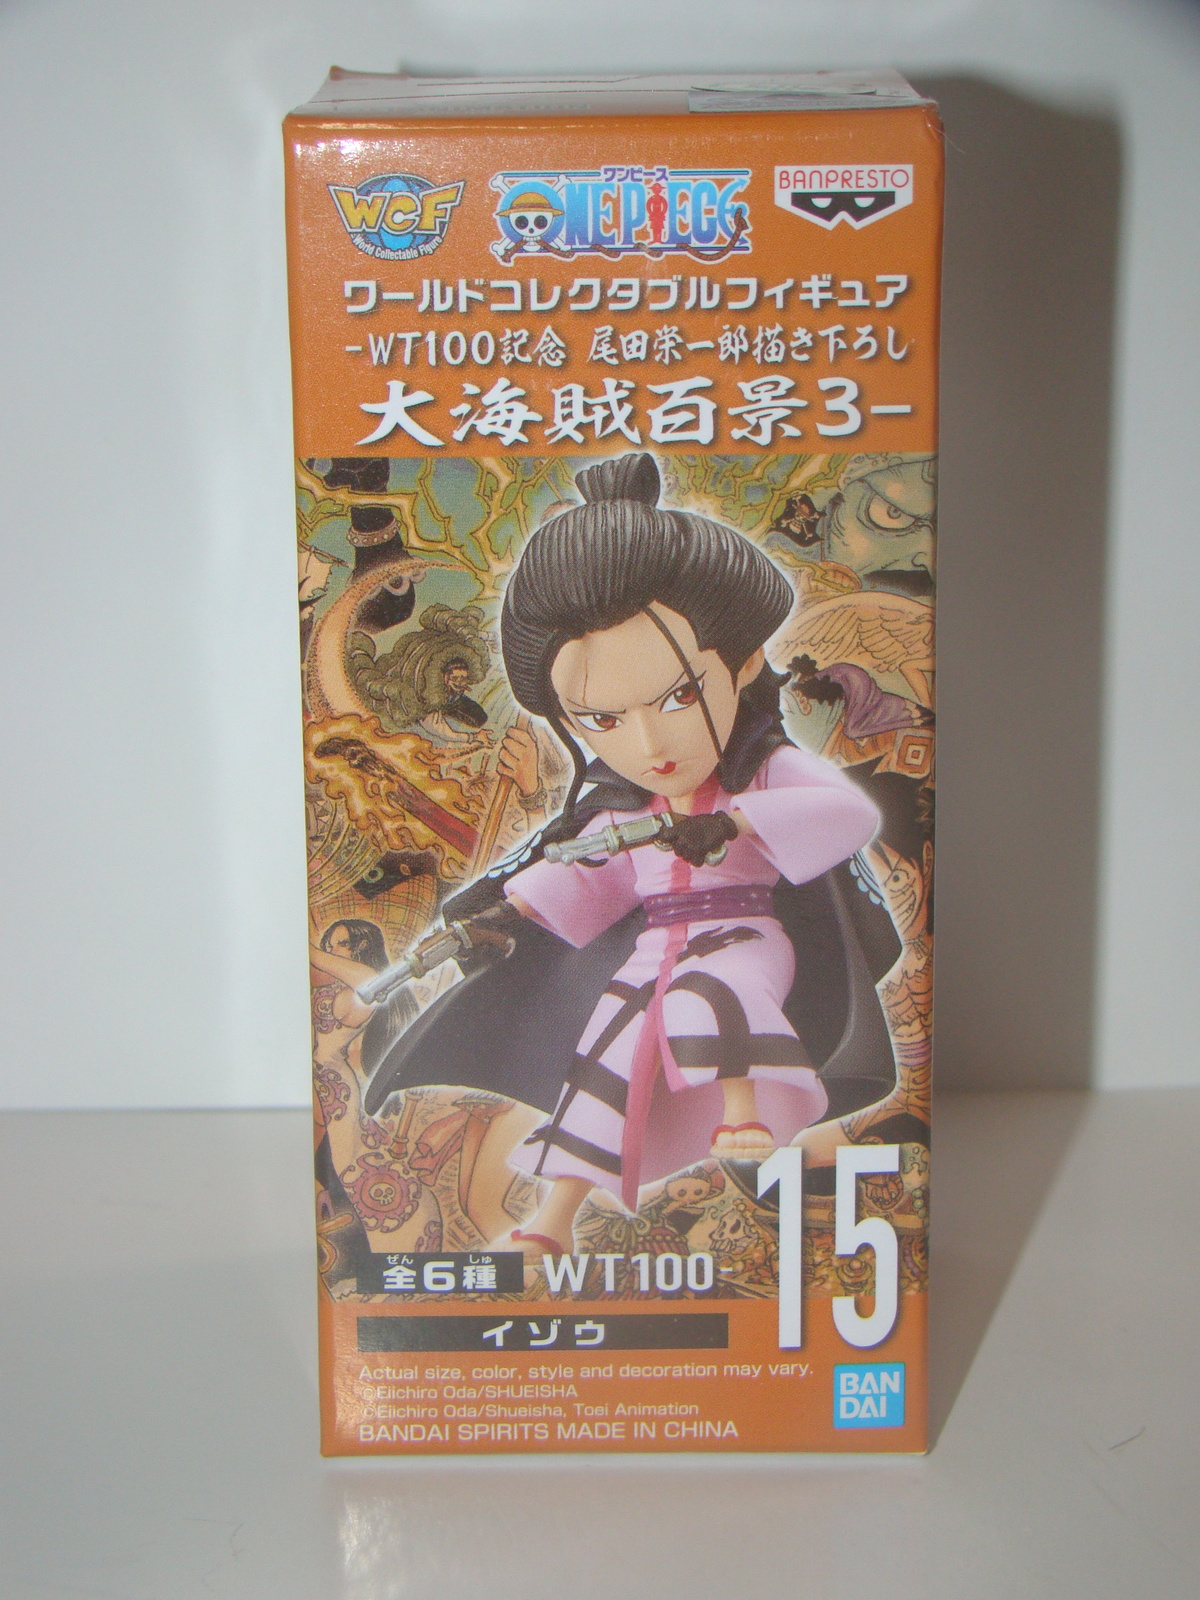 WCF
World Collectable Figure
ワンピース
ONE PIECE
BANPRESTO
ワールドコレクタブルフィギュア
-WT100記念 尾田栄一郎描き下ろし
大海賊百景3-
ぜん しゅ
全6種
WT100-15
イゾウ
Actual size, color, style and decoration may vary.
©Eiichiro Oda/SHUEISHA
©Eiichiro Oda/Shueisha, Toei Animation
BANDAI SPIRITS MADE IN CHINA
BAN
DAI